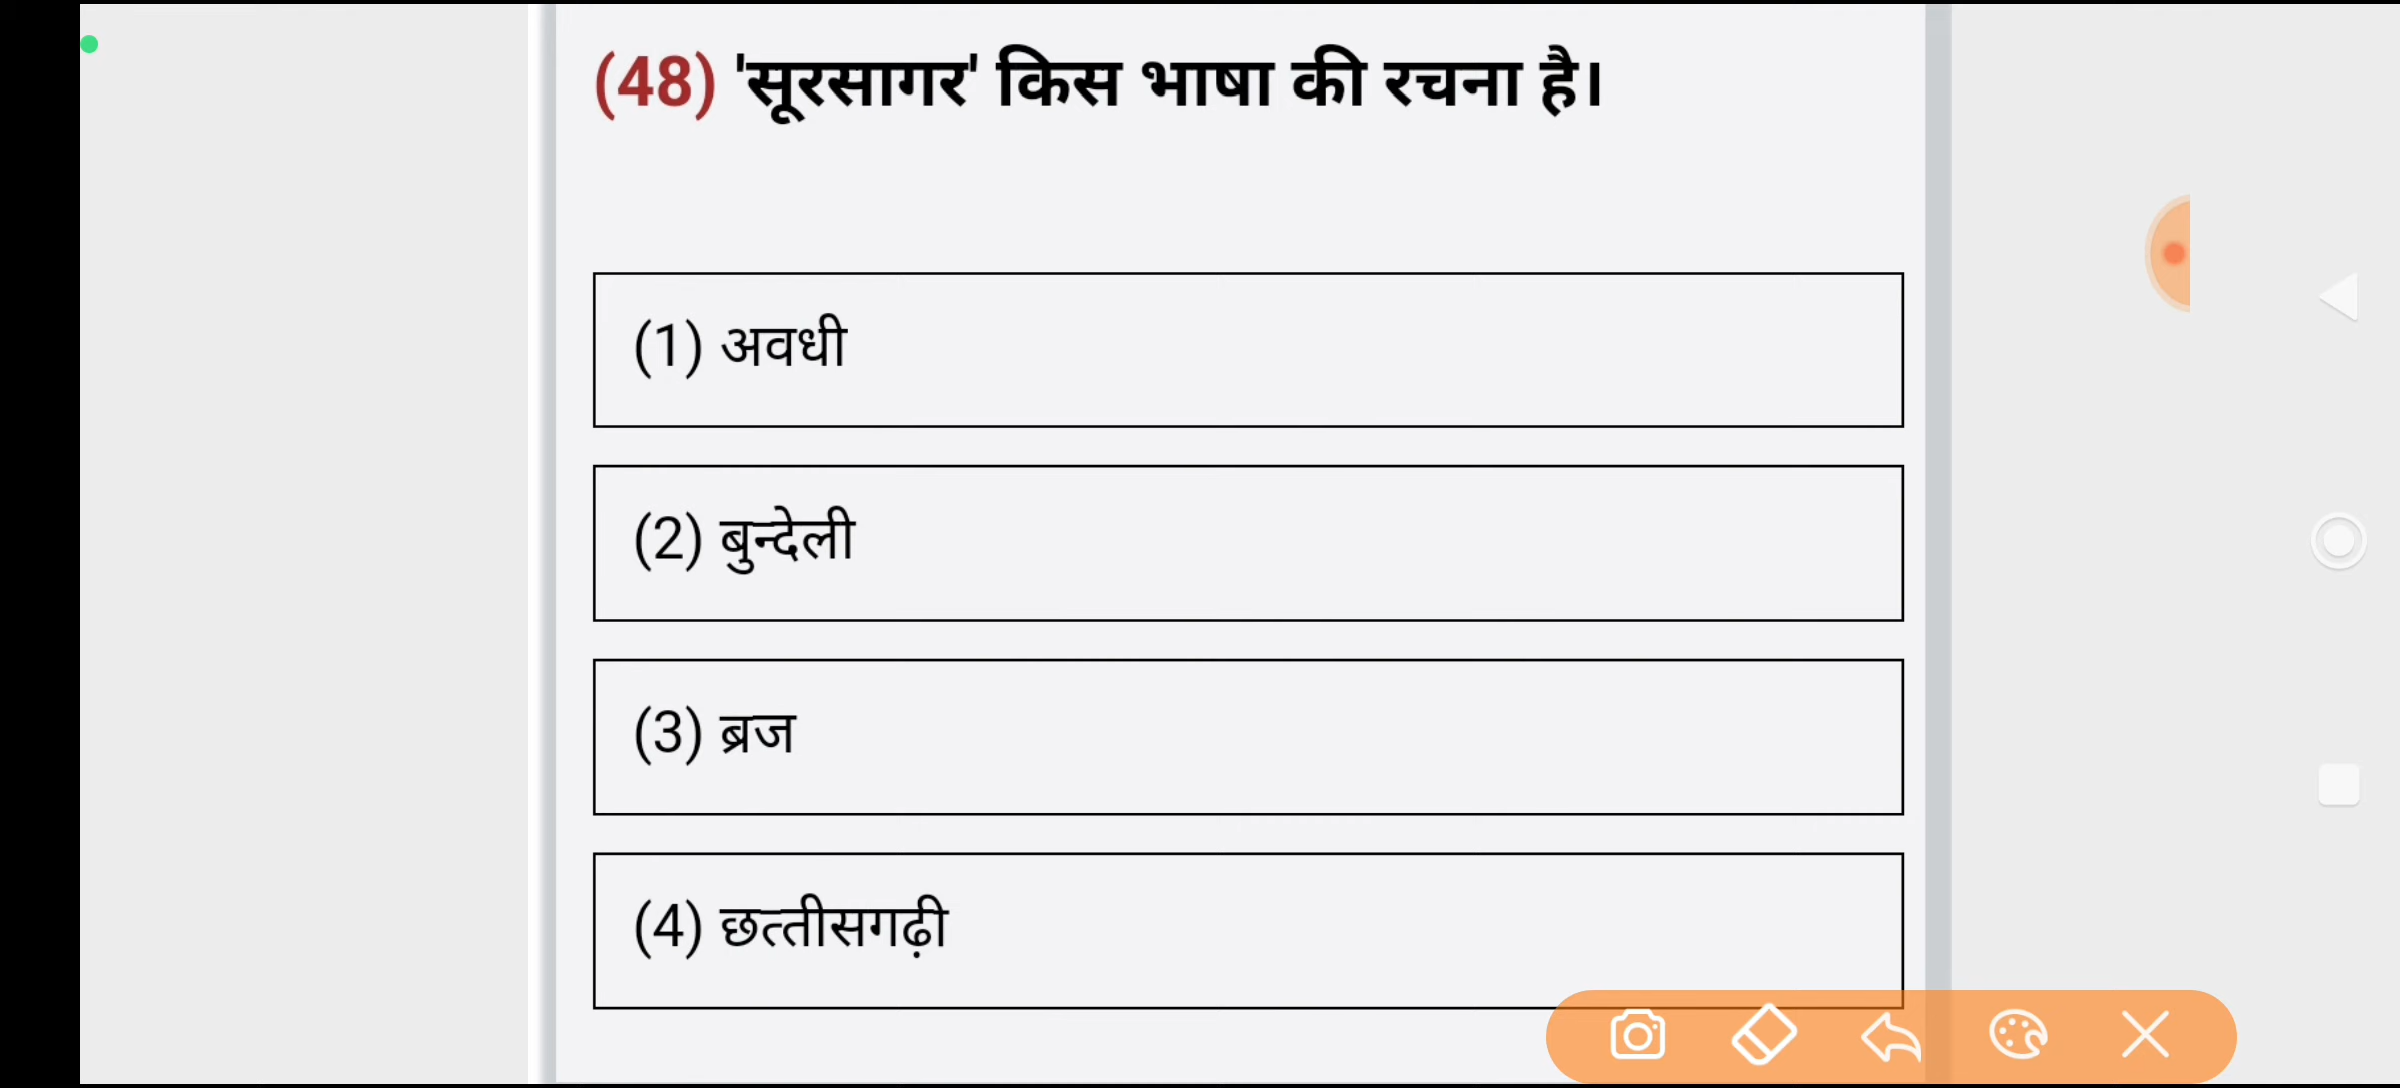 (48) 'सूरसागर' किस भाषा की रचना है।
(1) अवधी
(2) बुन्देली
(3) ब्रज
(4) छत्तीसगढ़ी